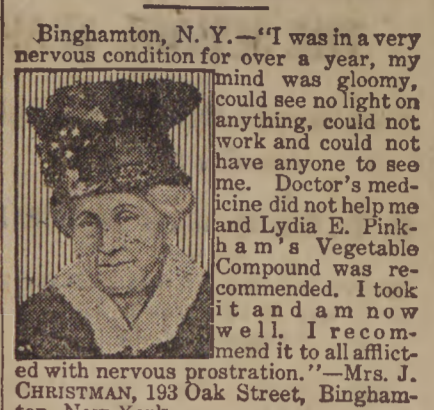 Binghamton, N. Y.—"I was in a very
nervous condition for over a year, my
mind was gloomy,
could see no light on
anything, could not
work and could not
have anyone to see
me. Doctor's med-
icine did not help me
and Lydia E. Pink-
ham's Vegetable
Compound was re-
commended. I took
it and am now
well. I recom-
mend it to all afflict-
ed with nervous prostration."—Mrs. J.
CHRISTMAN, 193 Oak Street, Bingham-
ton, New York